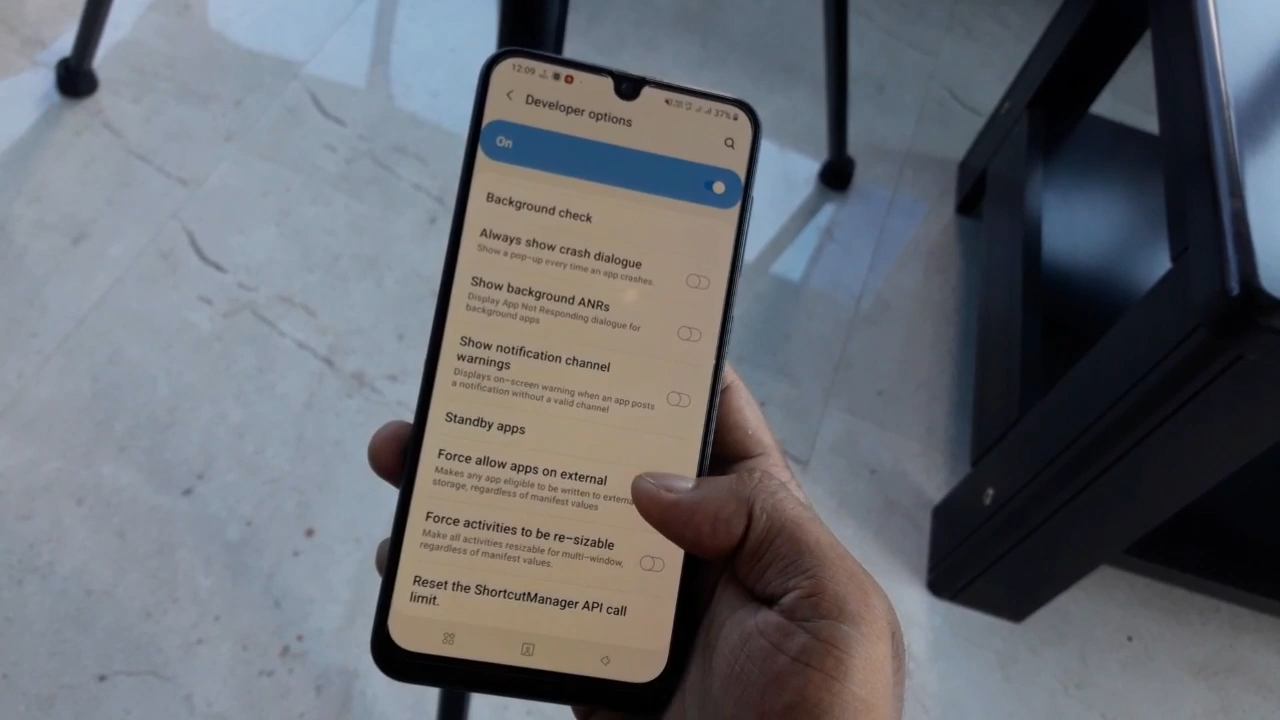 12:09
37%
Developer options
On
Background check
Always show crash dialogue
Show a pop-up every time an app crashes.
Show background ANRs
Display App Not Responding dialogue for
background apps
Show notification channel
warnings
Displays on-screen warning when an app posts
a notification without a valid channel
Standby apps
Force allow apps on external
Makes any app eligible to be written to externa
storage, regardless of manifest values
Force activities to be re-sizable
Make all activities resizable for multi-window,
regardless of manifest values.
Reset the ShortcutManager API call
limit.